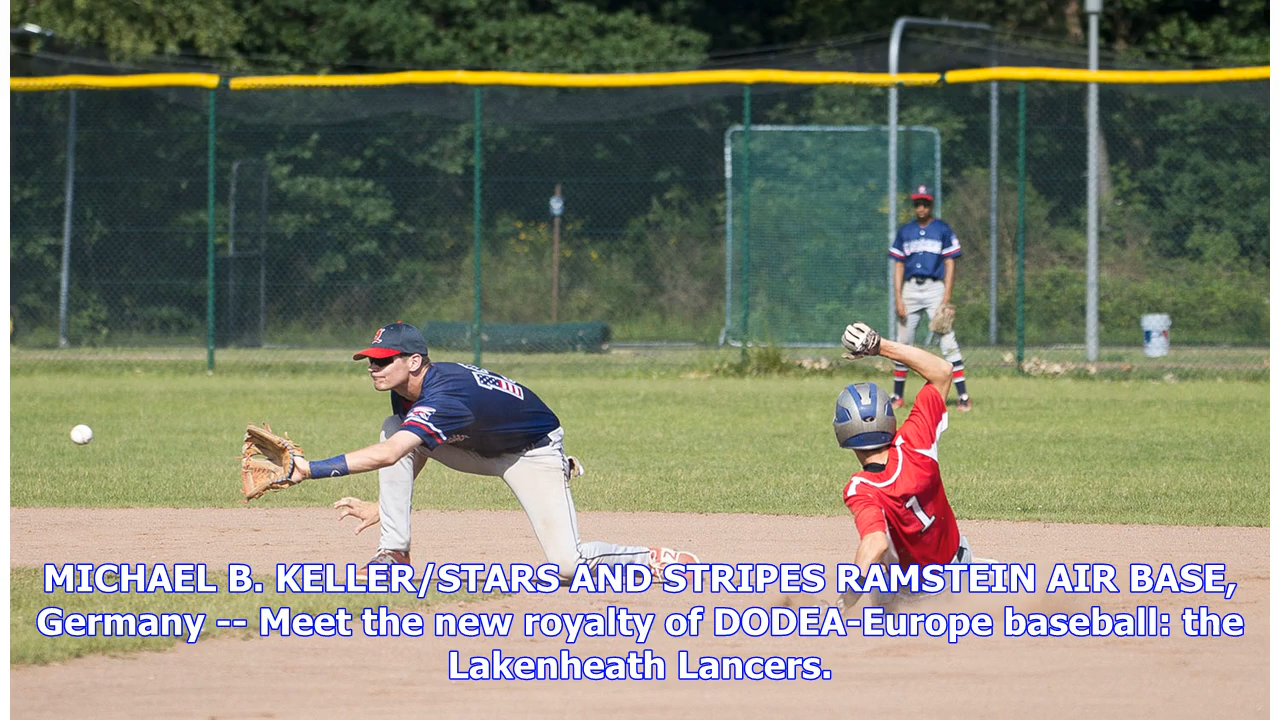 1
MICHAEL B. KELLER/STARS AND STRIPES RAMSTEIN AIR BASE,
Germany -- Meet the new royalty of DODEA-Europe baseball: the
Lakenheath Lancers.